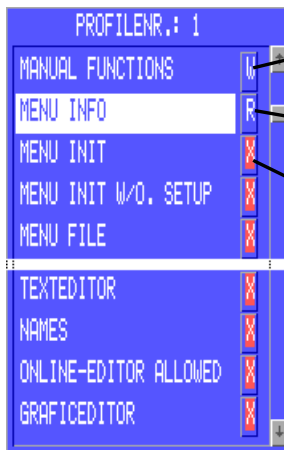 PROFILENR.: 1
MANUAL FUNCTIONS W
MENU INFO R
MENU INIT X
MENU INIT W/O. SETUP X
MENU FILE X
TEXTEDITOR X
NAMES X
ONLINE-EDITOR ALLOWED X
GRAFICEDITOR X